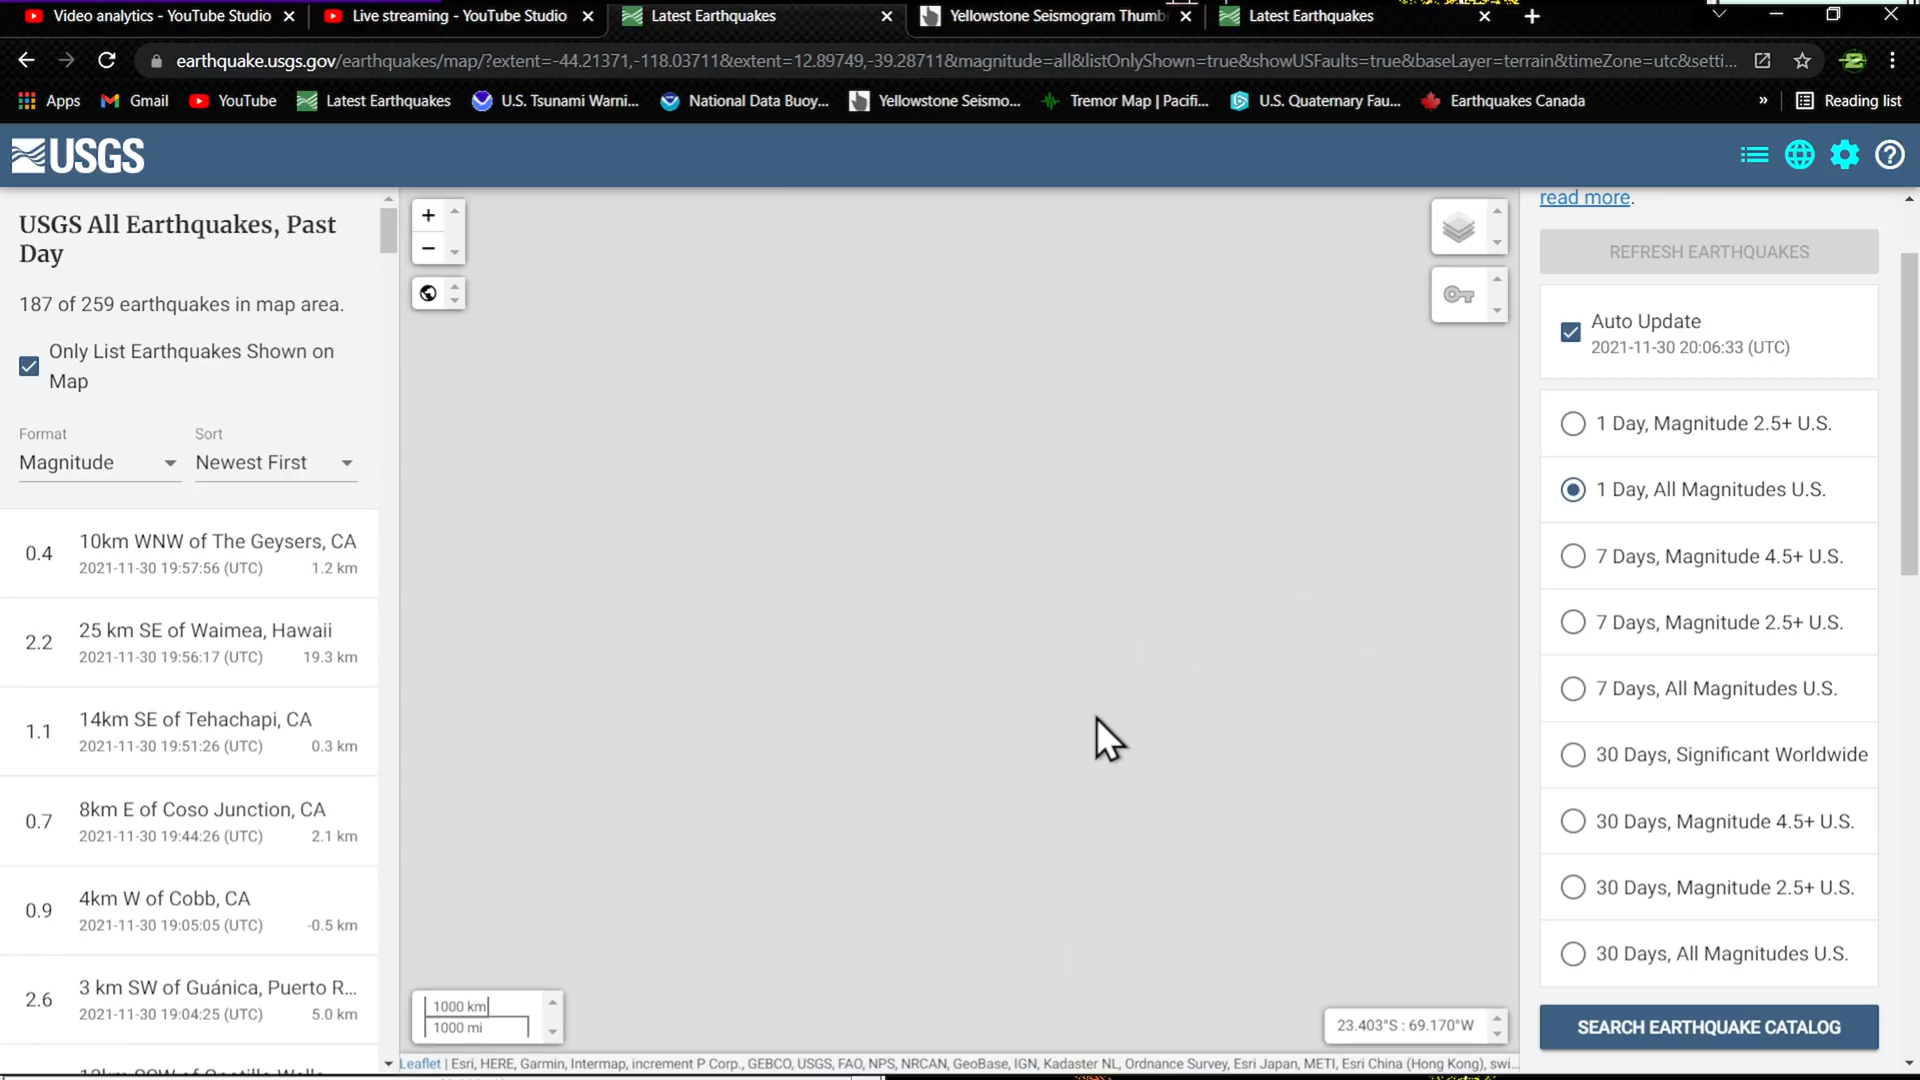 Video analytics - YouTube Studio
Live streaming - YouTube Studio
Latest Earthquakes
Yellowstone Seismogram Thumb
Latest Earthquakes
earthquake.usgs.gov/earthquakes/map/?extent=-44.21371,-118.03711&extent=12.89749,-39.28711&magnitude=all&listOnlyShown=true&showUSFaults=true&baseLayer=terrain&timeZone=utc&setti...
Apps
Gmail
YouTube
Latest Earthquakes
U.S. Tsunami Warni...
National Data Buoy...
Yellowstone Seismo...
Tremor Map | Pacifi...
U.S. Quaternary Fau...
Earthquakes Canada
»
Reading list
USGS
USGS All Earthquakes, Past
Day
187 of 259 earthquakes in map area.
Only List Earthquakes Shown on
Map
Format
Magnitude
Sort
Newest First
0.4
10km WNW of The Geysers, CA
2021-11-30 19:57:56 (UTC)
1.2 km
2.2
25 km SE of Waimea, Hawaii
2021-11-30 19:56:17 (UTC)
19.3 km
1.1
14km SE of Tehachapi, CA
2021-11-30 19:51:26 (UTC)
0.3 km
0.7
8km E of Coso Junction, CA
2021-11-30 19:44:26 (UTC)
2.1 km
0.9
4km W of Cobb, CA
2021-11-30 19:05:05 (UTC)
-0.5 km
2.6
3 km SW of Guánica, Puerto R...
2021-11-30 19:04:25 (UTC)
5.0 km
+
−
1000 km
1000 mi
23.403°S : 69.170°W
Leaflet | Esri, HERE, Garmin, Intermap, increment P Corp., GEBCO, USGS, FAO, NPS, NRCAN, GeoBase, IGN, Kadaster NL, Ordnance Survey, Esri Japan, METI, Esri China (Hong Kong), swi...
read more.
REFRESH EARTHQUAKES
Auto Update
2021-11-30 20:06:33 (UTC)
1 Day, Magnitude 2.5+ U.S.
1 Day, All Magnitudes U.S.
7 Days, Magnitude 4.5+ U.S.
7 Days, Magnitude 2.5+ U.S.
7 Days, All Magnitudes U.S.
30 Days, Significant Worldwide
30 Days, Magnitude 4.5+ U.S.
30 Days, Magnitude 2.5+ U.S.
30 Days, All Magnitudes U.S.
SEARCH EARTHQUAKE CATALOG